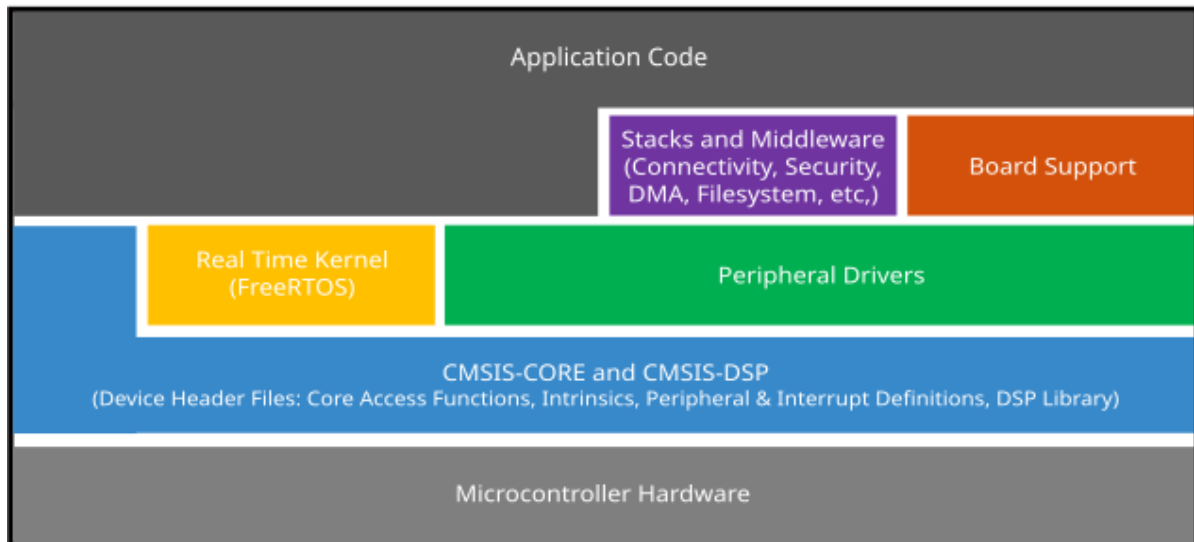 Application Code
Stacks and Middleware
(Connectivity, Security,
DMA, Filesystem, etc,)
Board Support
Real Time Kernel
(FreeRTOS)
Peripheral Drivers
CMSIS-CORE and CMSIS-DSP
(Device Header Files: Core Access Functions, Intrinsics, Peripheral & Interrupt Definitions, DSP Library)
Microcontroller Hardware